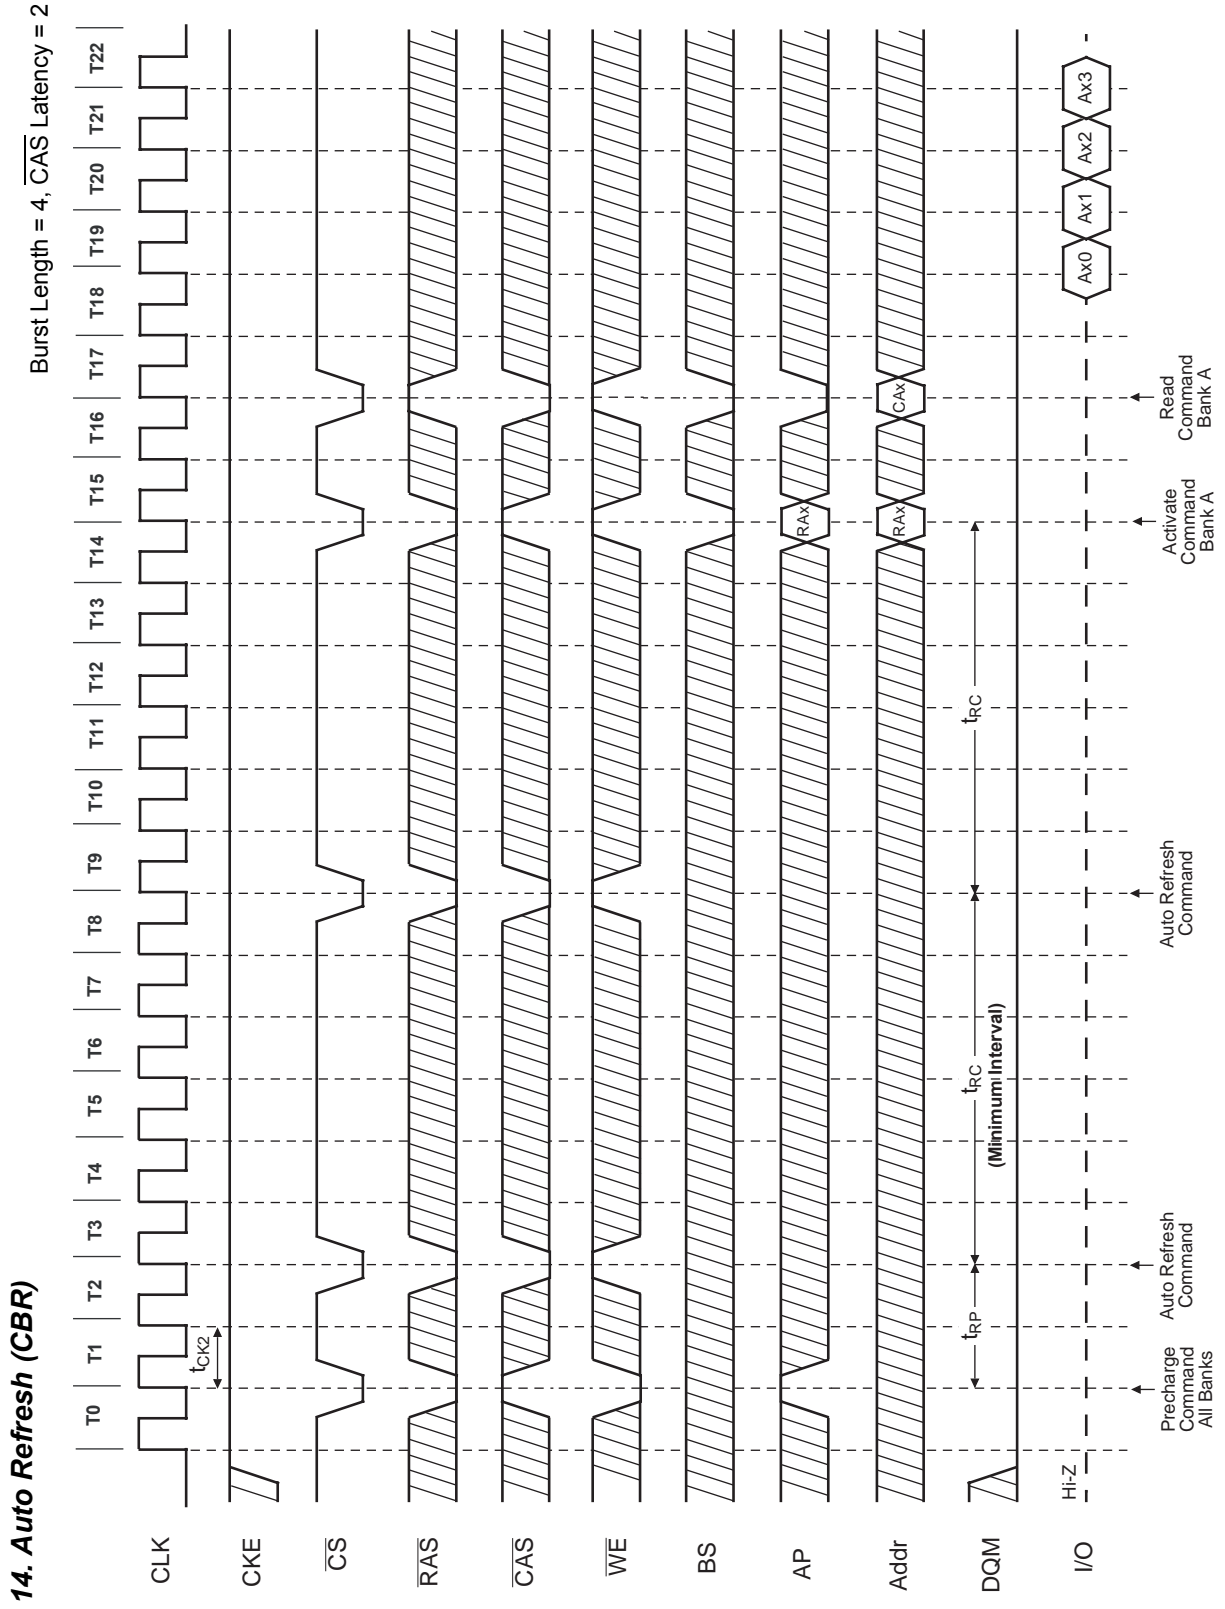 14. Auto Refresh (CBR)
Burst Length = 4, CAS Latency = 2
T0 T1 T2 T3 T4 T5 T6 T7 T8 T9 T10 T11 T12 T13 T14 T15 T16 T17 T18 T19 T20 T21 T22
CLK
tCK2
CKE
CS
RAS
CAS
WE
BS
AP
RAx
Addr
RAx CAx
DQM
tRP tRC tRC
(Minimum Interval)
I/O
Hi-Z
Ax0 Ax1 Ax2 Ax3
Precharge
Command
All Banks
Auto Refresh
Command
Auto Refresh
Command
Activate
Command
Bank A
Read
Command
Bank A